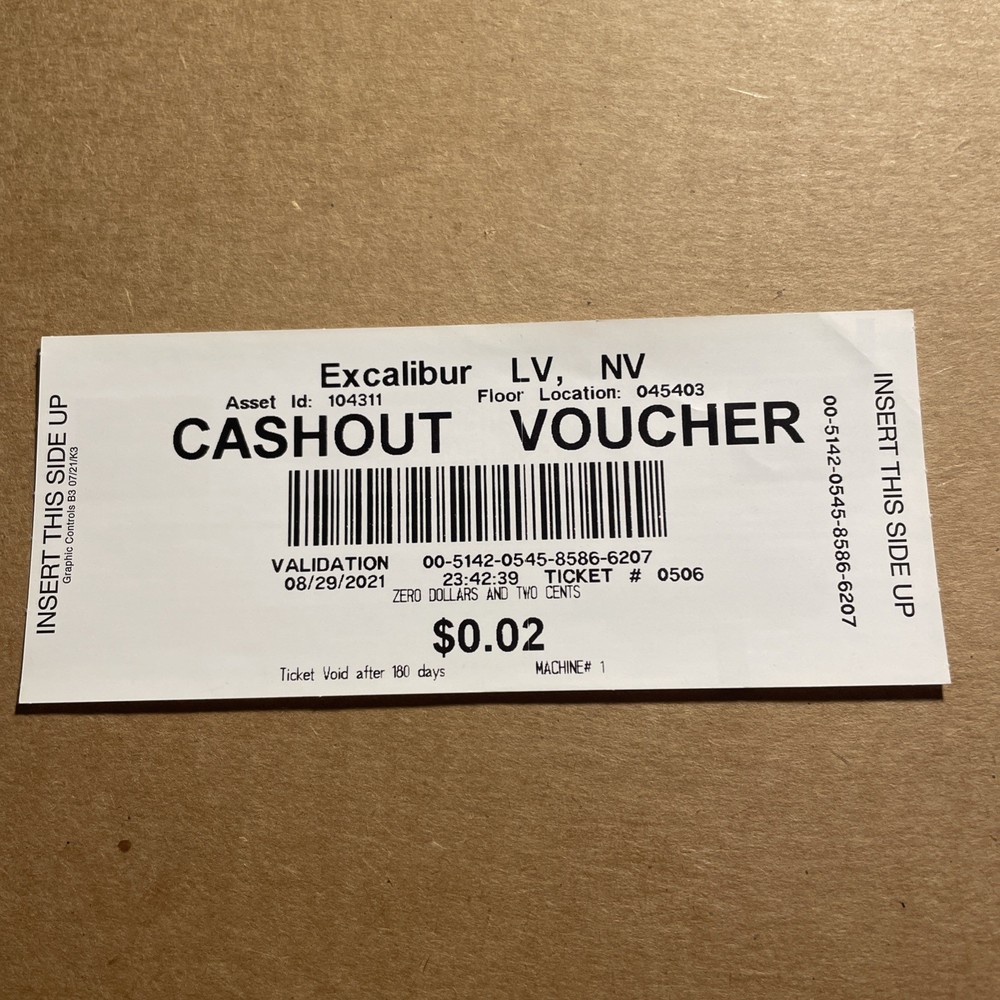 Excalibur LV, NV
Asset Id: 104311 Floor Location: 045403
CASHOUT VOUCHER
VALIDATION 00-5142-0545-8586-6207
08/29/2021 23:42:39 TICKET # 0506
ZERO DOLLARS AND TWO CENTS
$0.02
Ticket Void after 180 days MACHINE# 1
INSERT THIS SIDE UP
Graphic Controls B3 07/21/K3
00-5142-0545-8586-6207
INSERT THIS SIDE UP